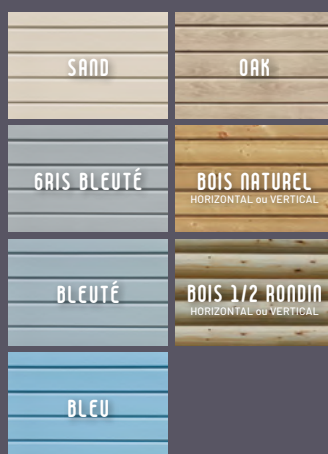 SAND
OAK
GRIS BLEUTÉ
BOIS NATUREL
HORIZONTAL ou VERTICAL
BLEUTÉ
BOIS 1/2 RONDIN
HORIZONTAL ou VERTICAL
BLEU